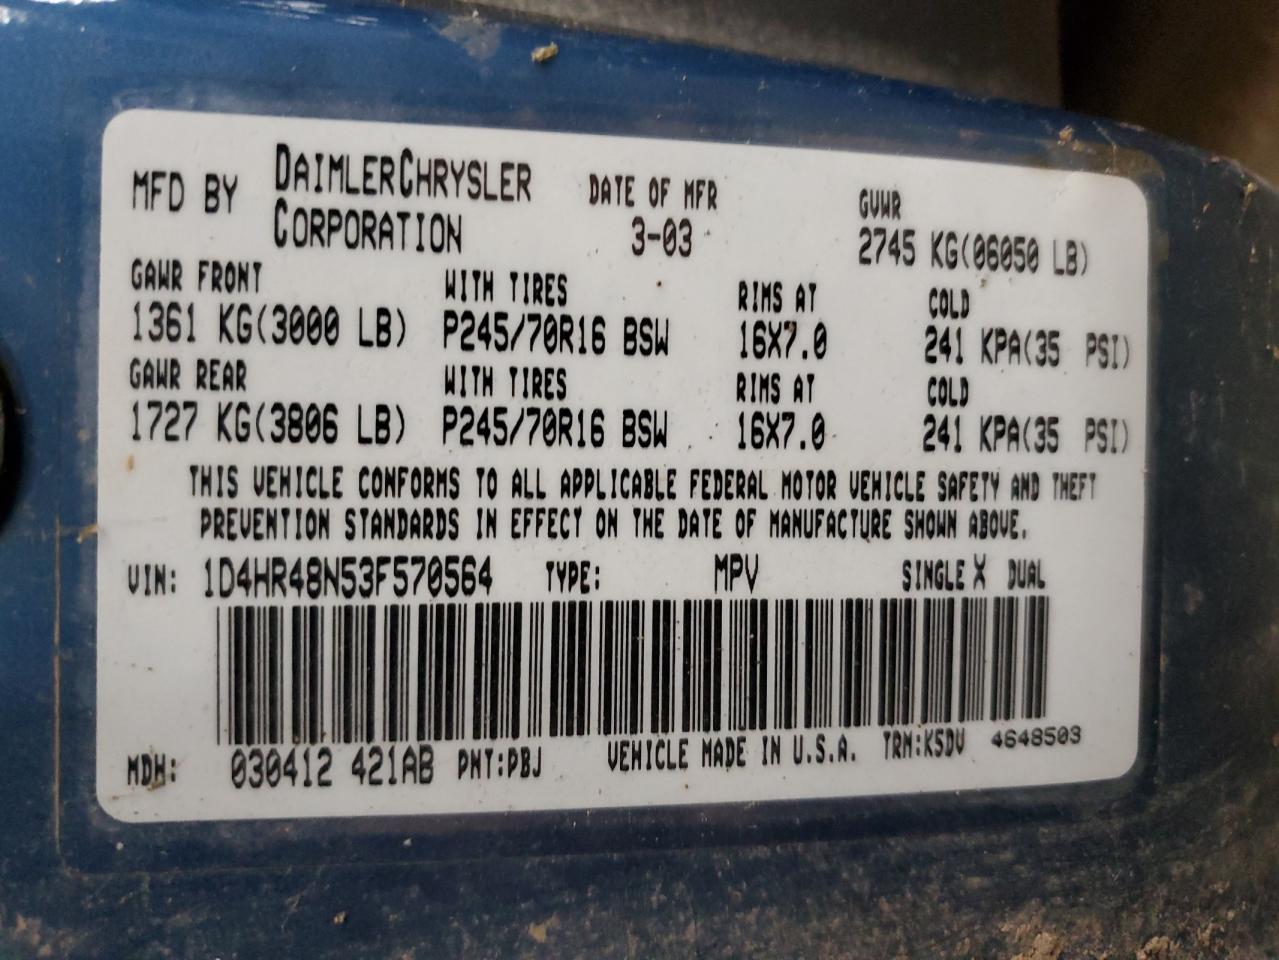 MFD BY DAIMLERCHRYSLER CORPORATION DATE OF MFR 3-03 GVWR 2745 KG(06050 LB)
GAWR FRONT WITH TIRES RIMS AT COLD
1361 KG(3000 LB) P245/70R16 BSW 16X7.0 241 KPA(35 PSI)
GAWR REAR WITH TIRES RIMS AT COLD
1727 KG(3806 LB) P245/70R16 BSW 16X7.0 241 KPA(35 PSI)
THIS VEHICLE CONFORMS TO ALL APPLICABLE FEDERAL MOTOR VEHICLE SAFETY AND THEFT
PREVENTION STANDARDS IN EFFECT ON THE DATE OF MANUFACTURE SHOWN ABOVE.
VIN: 1D4HR48N53F570564 TYPE: MPV SINGLE X DUAL
MDH: 030412 421AB PNT:PBJ VEHICLE MADE IN U.S.A. TRM:K5DV 4648503